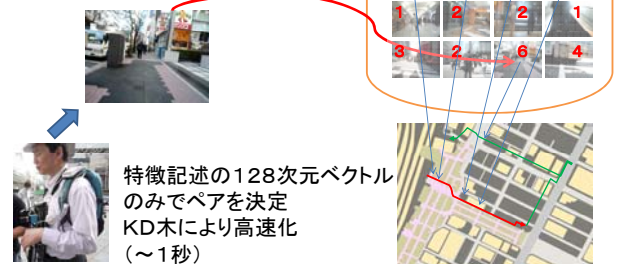 1 2 2 1
3 2 6 4
特徴記述の128次元ベクトル
のみでペアを決定
KD木により高速化
(~1秒)